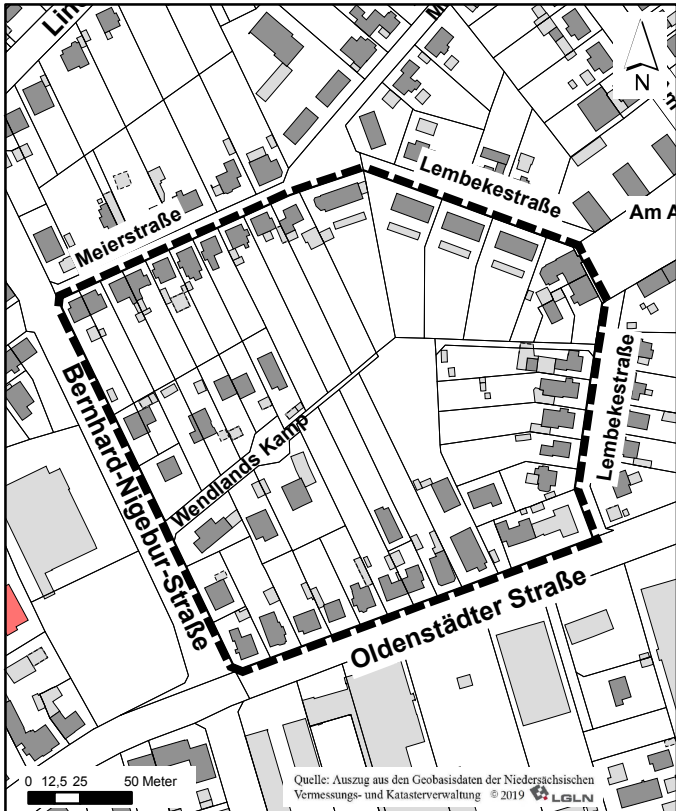 Lin
M
N
Lembekestraße
Am A
Meierstraße
Bernhard-Nigebur-Straße
Wendlands Kamp
Lembekestraße
Oldenstädter Straße
0 12,5 25 50 Meter
Quelle: Auszug aus den Geobasisdaten der Niedersächsischen
Vermessungs- und Katasterverwaltung © 2019 LGLN